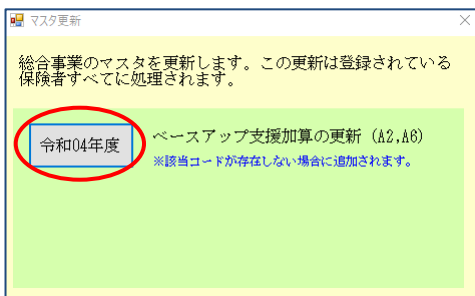 マスタ更新
総合事業のマスタを更新します。この更新は登録されている
保険者すべてに処理されます。
令和04年度
ベースアップ支援加算の更新 (A2,A6)
※該当コードが存在しない場合に追加されます。